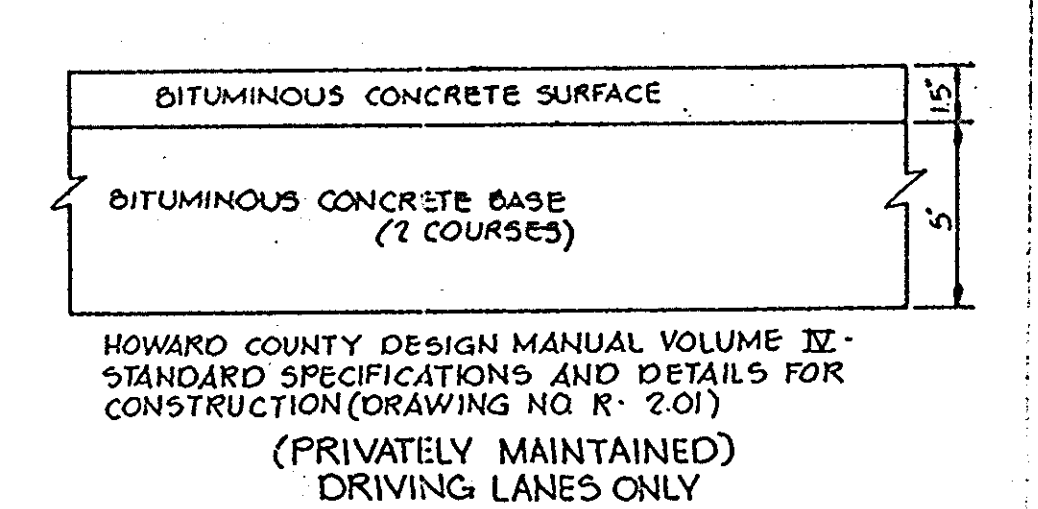 BITUMINOUS CONCRETE SURFACE
1.5"
BITUMINOUS CONCRETE BASE
(2 COURSES)
5"
HOWARD COUNTY DESIGN MANUAL VOLUME IV -
STANDARD SPECIFICATIONS AND DETAILS FOR
CONSTRUCTION (DRAWING NO. R - 2.01)
(PRIVATELY MAINTAINED)
DRIVING LANES ONLY